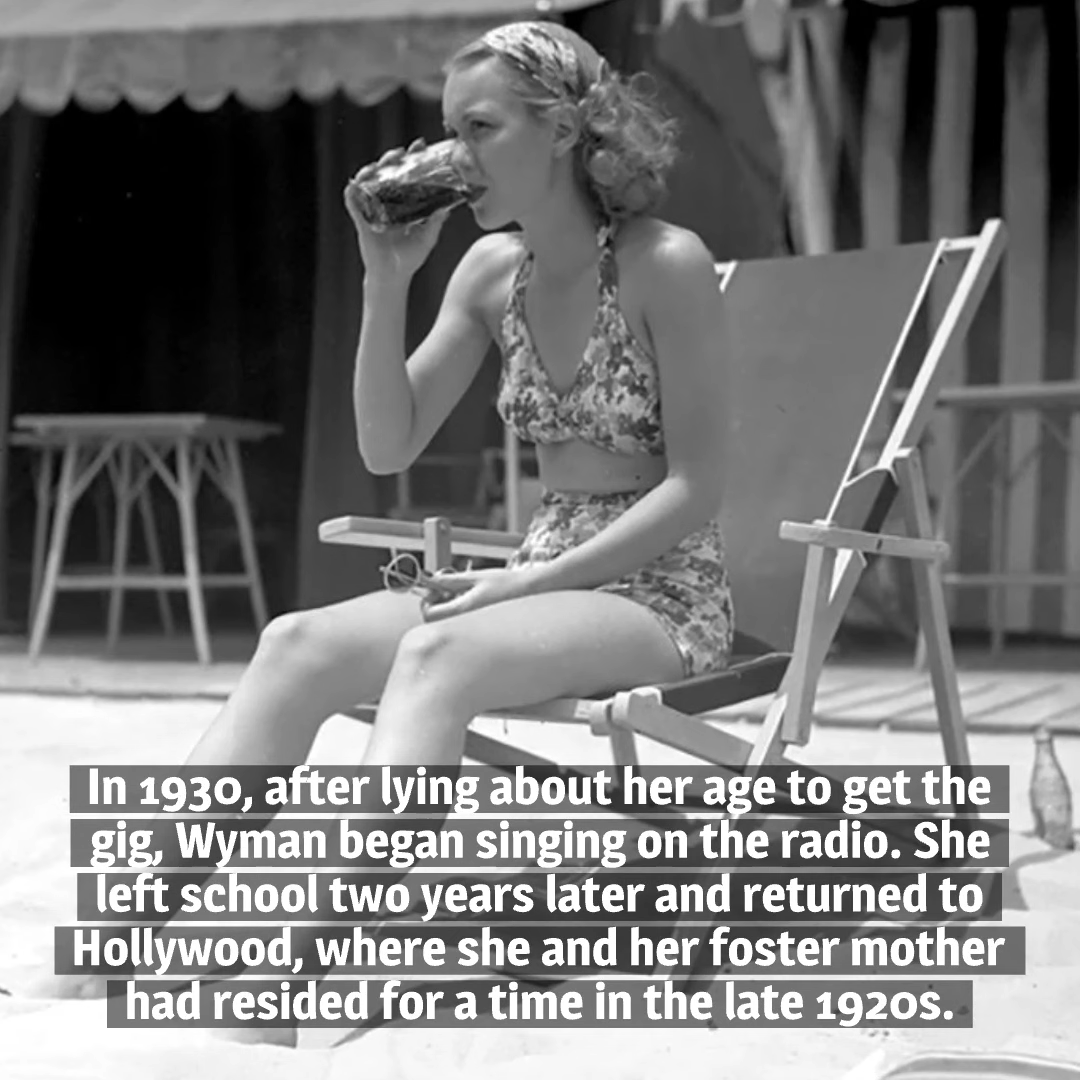 In 1930, after lying about her age to get the
gig, Wyman began singing on the radio. She
left school two years later and returned to
Hollywood, where she and her foster mother
had resided for a time in the late 1920s.